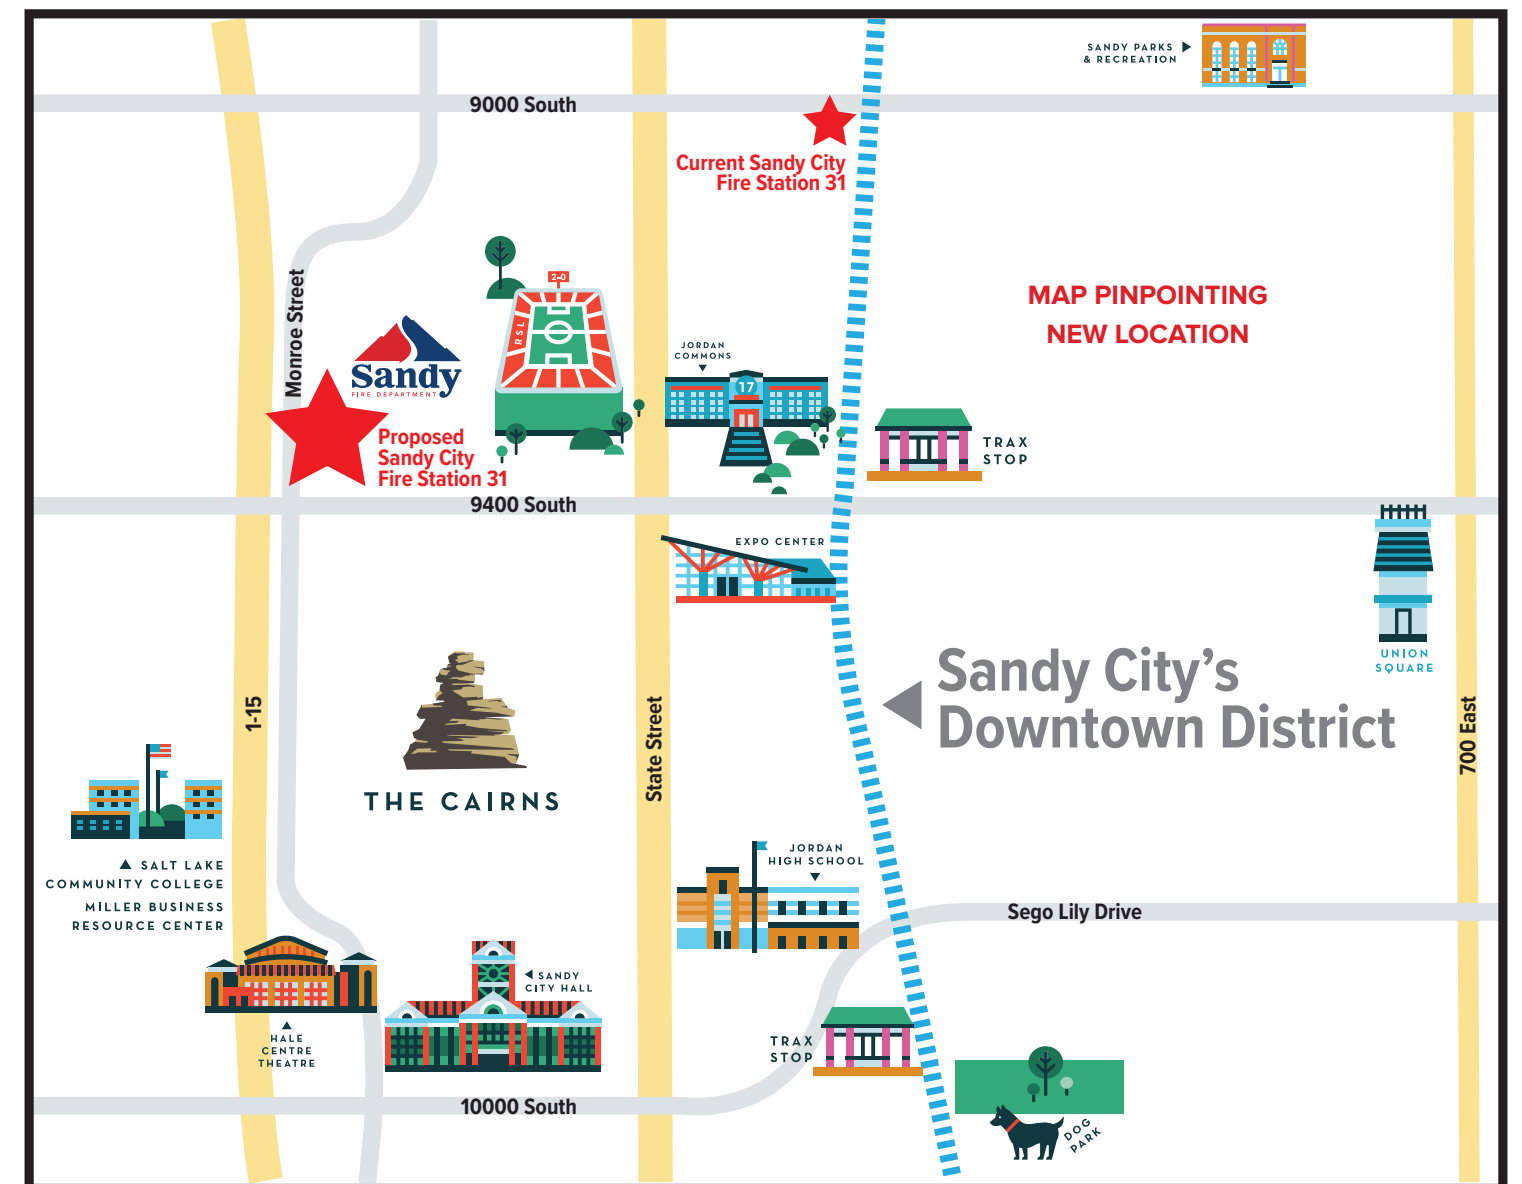 SANDY PARKS
& RECREATION
9000 South
Current Sandy City
Fire Station 31
MAP PINPOINTING
NEW LOCATION
Monroe Street
2-0
RSL
Sandy
FIRE DEPARTMENT
JORDAN
COMMONS
17
Proposed
Sandy City
Fire Station 31
TRAX
STOP
9400 South
EXPO CENTER
UNION
SQUARE
Sandy City’s
Downtown District
1-15
State Street
700 East
THE CAIRNS
SALT LAKE
COMMUNITY COLLEGE
MILLER BUSINESS
RESOURCE CENTER
JORDAN
HIGH SCHOOL
Sego Lily Drive
SANDY
CITY HALL
HALE
CENTRE
THEATRE
TRAX
STOP
10000 South
DOG
PARK